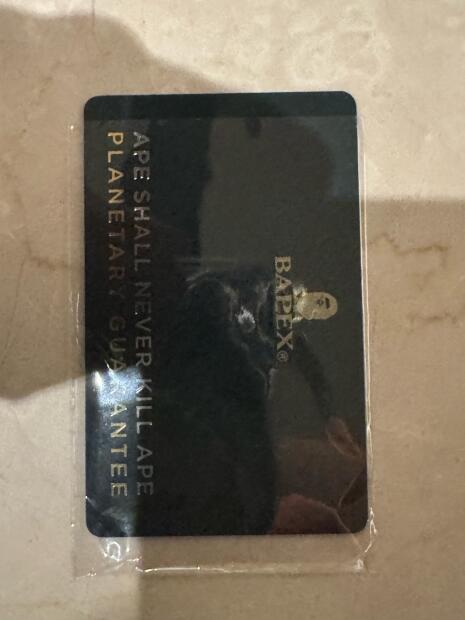 BAPEX®
APE SHALL NEVER KILL APE
PLANETARY GUARANTEE